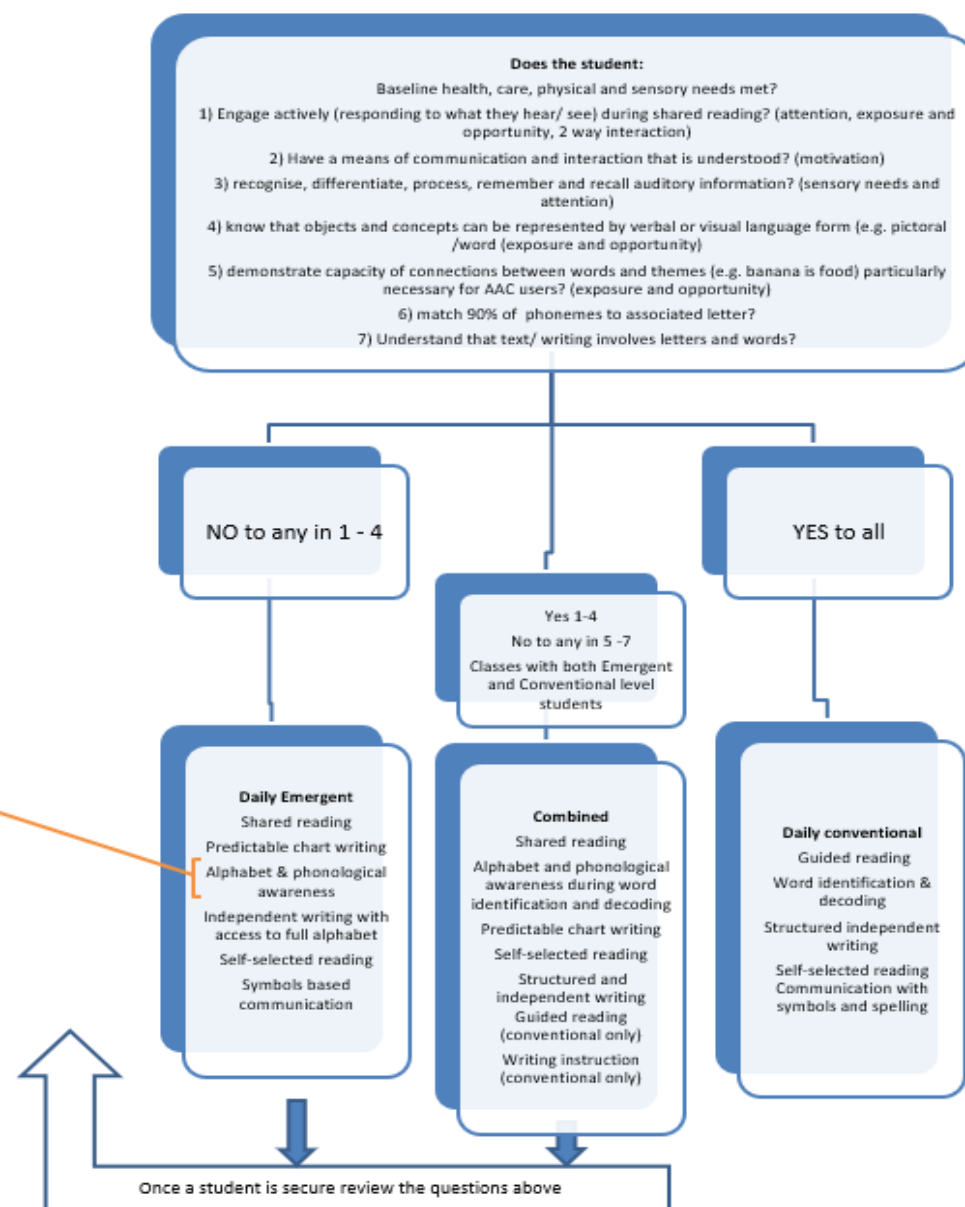 Does the student:
Baseline health, care, physical and sensory needs met?
1) Engage actively (responding to what they hear/ see) during shared reading? (attention, exposure and
opportunity, 2 way interaction)
2) Have a means of communication and interaction that is understood? (motivation)
3) recognise, differentiate, process, remember and recall auditory information? (sensory needs and
attention)
4) know that objects and concepts can be represented by verbal or visual language form (e.g. pictoral
/word (exposure and opportunity)
5) demonstrate capacity of connections between words and themes (e.g. banana is food) particularly
necessary for AAC users? (exposure and opportunity)
6) match 90% of phonemes to associated letter?
7) Understand that text/ writing involves letters and words?
NO to any in 1 - 4
Yes 1-4
No to any in 5 -7
Classes with both Emergent
and Conventional level
students
YES to all
Daily Emergent
Shared reading
Predictable chart writing
Alphabet & phonological
awareness
Independent writing with
access to full alphabet
Self-selected reading
Symbols based
communication
Combined
Shared reading
Alphabet and phonological
awareness during word
identification and decoding
Predictable chart writing
Self-selected reading
Structured and
independent writing
Guided reading
(conventional only)
Writing instruction
(conventional only)
Daily conventional
Guided reading
Word identification &
decoding
Structured independent
writing
Self-selected reading
Communication with
symbols and spelling
Once a student is secure review the questions above